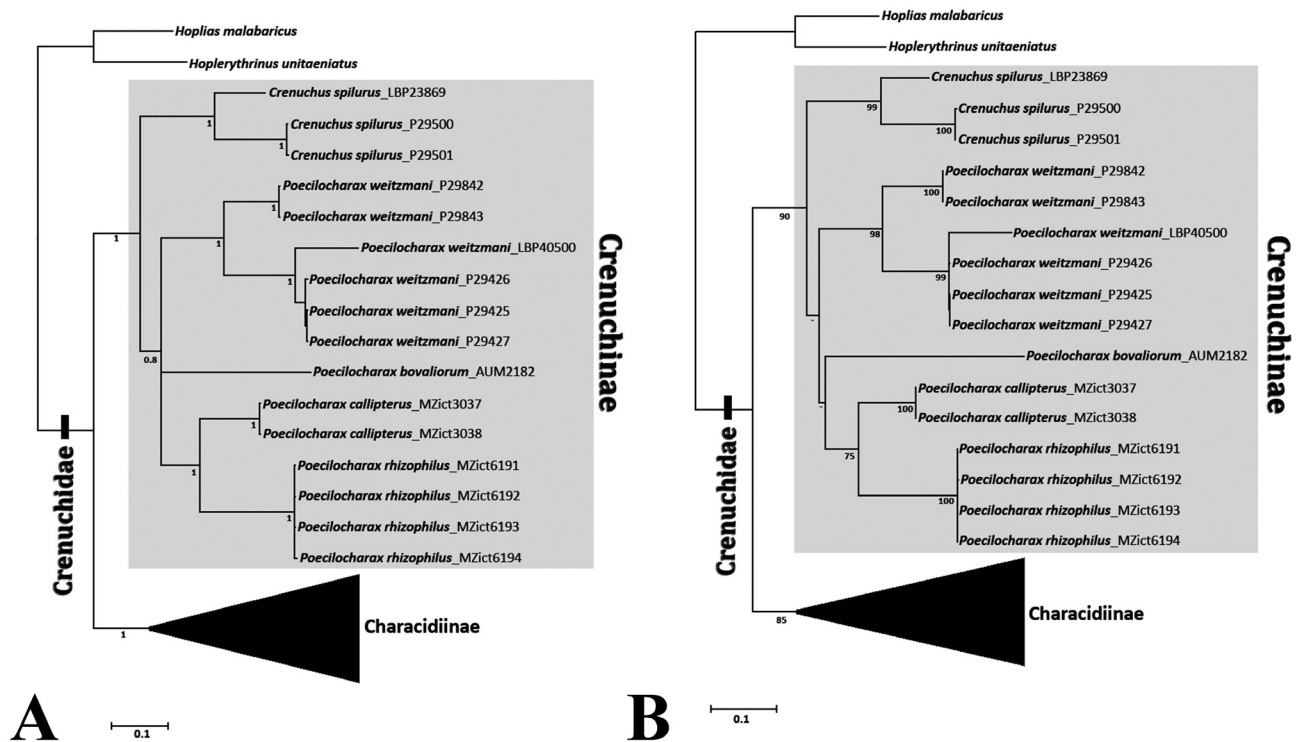 Hoplias malabaricus
Hoplerythrinus unitaeniatus
Crenuchus spilurus_LBP23869
1
Crenuchus spilurus_P29500
1
Crenuchus spilurus_P29501
Poecilocharax weitzmani_P29842
1
Poecilocharax weitzmani_P29843
1
1
Poecilocharax weitzmani_LBP40500
1
Poecilocharax weitzmani_P29426
Poecilocharax weitzmani_P29425
Poecilocharax weitzmani_P29427
0.8
Poecilocharax bovaliorum_AUM2182
Poecilocharax callipterus_MZict3037
1
Poecilocharax callipterus_MZict3038
1
Poecilocharax rhizophilus_MZict6191
Poecilocharax rhizophilus_MZict6192
1
Poecilocharax rhizophilus_MZict6193
Poecilocharax rhizophilus_MZict6194
Crenuchinae
Crenuchidae
1
Characidiinae
A
0.1
Hoplias malabaricus
Hoplerythrinus unitaeniatus
Crenuchus spilurus_LBP23869
99
Crenuchus spilurus_P29500
100
Crenuchus spilurus_P29501
Poecilocharax weitzmani_P29842
100
Poecilocharax weitzmani_P29843
90
98
Poecilocharax weitzmani_LBP40500
Poecilocharax weitzmani_P29426
99
Poecilocharax weitzmani_P29425
-
Poecilocharax weitzmani_P29427
Poecilocharax bovaliorum_AUM2182
Poecilocharax callipterus_MZict3037
-
100
Poecilocharax callipterus_MZict3038
75
Poecilocharax rhizophilus_MZict6191
Poecilocharax rhizophilus_MZict6192
100
Poecilocharax rhizophilus_MZict6193
Poecilocharax rhizophilus_MZict6194
Crenuchinae
Crenuchidae
85
Characidiinae
B
0.1